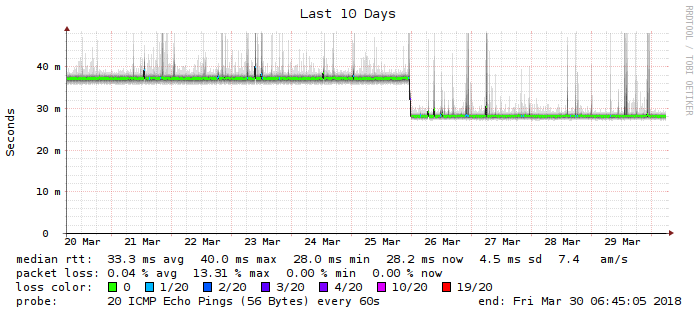 Last 10 Days
RRDTOOL / TOBI OETIKER
Seconds
40 m
30 m
20 m
10 m
0
20 Mar 21 Mar 22 Mar 23 Mar 24 Mar 25 Mar 26 Mar 27 Mar 28 Mar 29 Mar
median rtt: 33.3 ms avg 40.0 ms max 28.0 ms min 28.2 ms now 4.5 ms sd 7.4 am/s
packet loss: 0.04 % avg 13.31 % max 0.00 % min 0.00 % now
loss color: 0 1/20 2/20 3/20 4/20 10/20 19/20
probe: 20 ICMP Echo Pings (56 Bytes) every 60s end: Fri Mar 30 06:45:05 2018